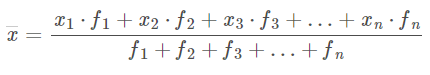 x̄ = (x₁ · f₁ + x₂ · f₂ + x₃ · f₃ + … + xₙ · fₙ) / (f₁ + f₂ + f₃ + … + fₙ)